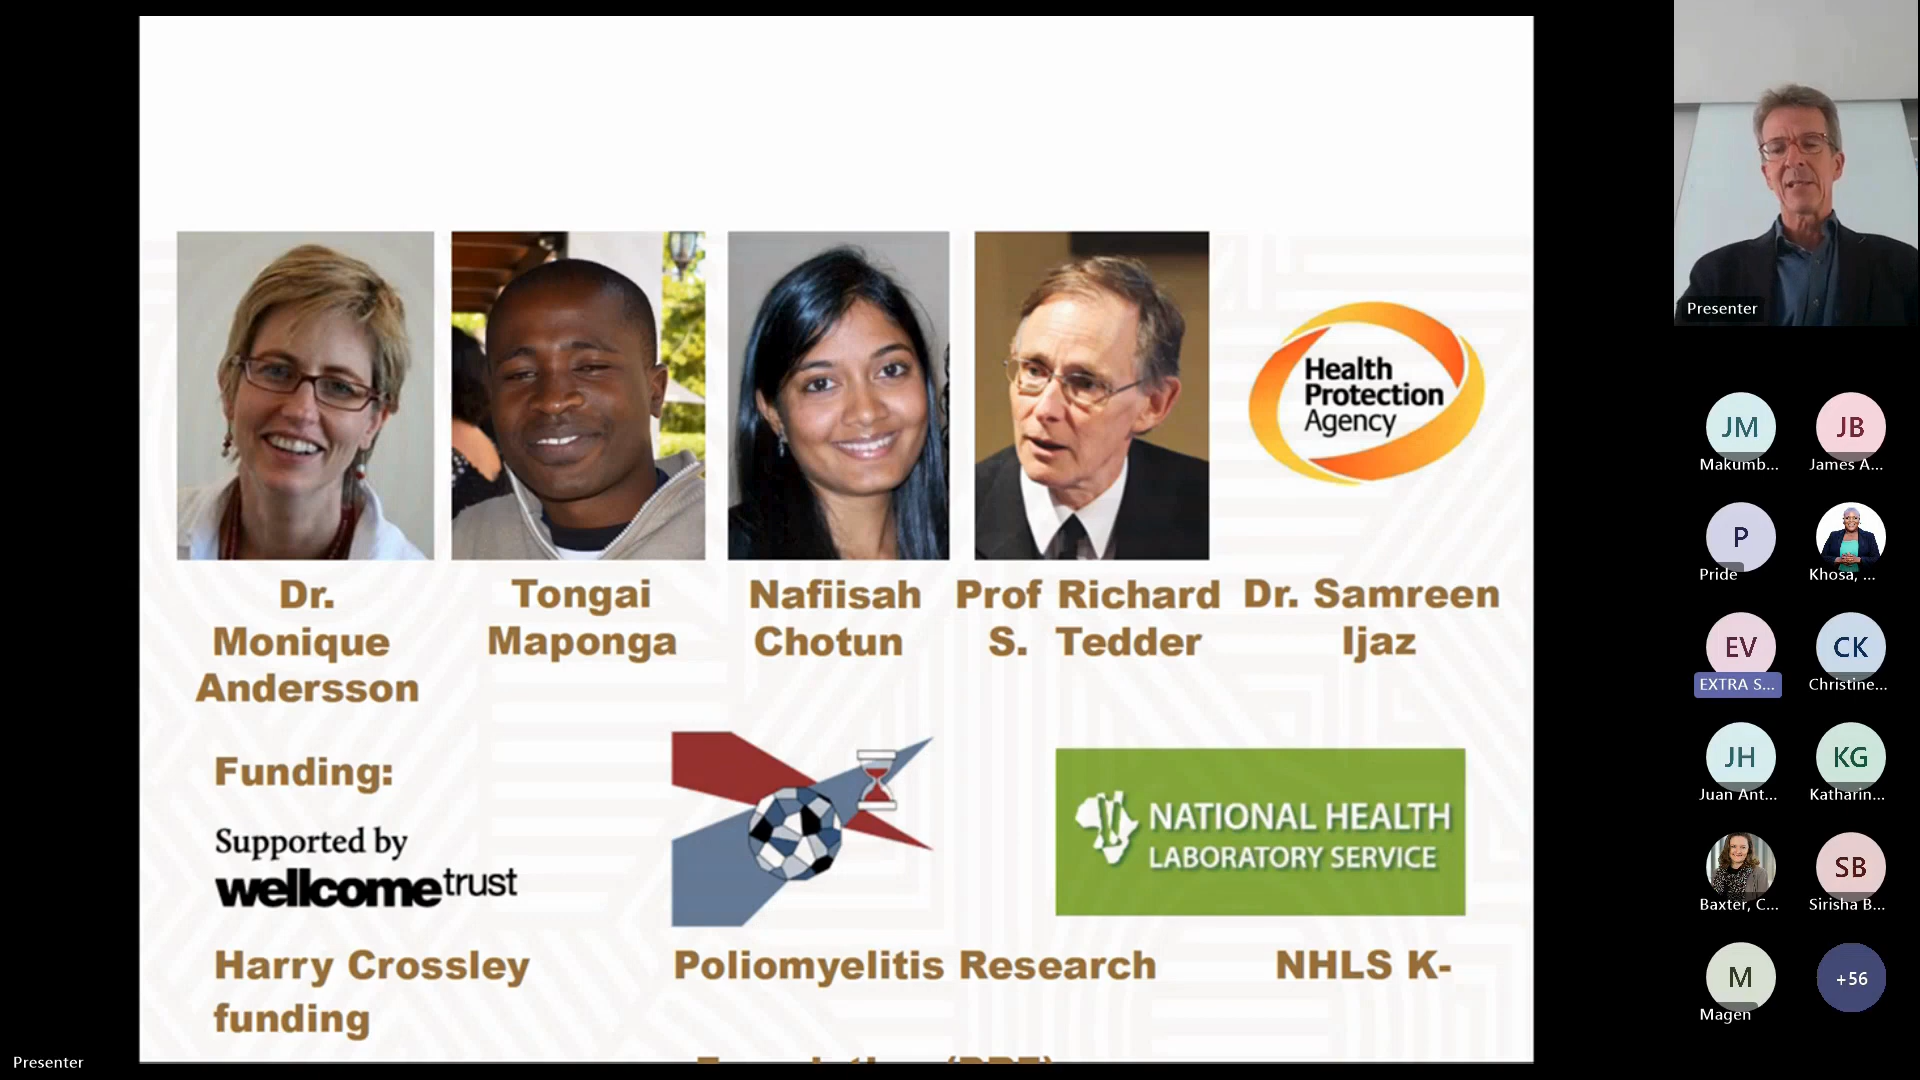 Health
Protection
Agency
Dr.
Monique
Andersson
Tongai
Maponga
Nafiisah
Chotun
Prof Richard
S. Tedder
Dr. Samreen
Ijaz
Funding:
Supported by
wellcometrust
NATIONAL HEALTH
LABORATORY SERVICE
Harry Crossley
funding
Poliomyelitis Research
NHLS K-
Presenter
Presenter
JM
Makumb...
JB
James A...
P
Pride
Khosa, ...
EV
EXTRA S...
CK
Christine...
JH
Juan Ant...
KG
Katharin...
Baxter, C...
SB
Sirisha B...
M
Magen
+56